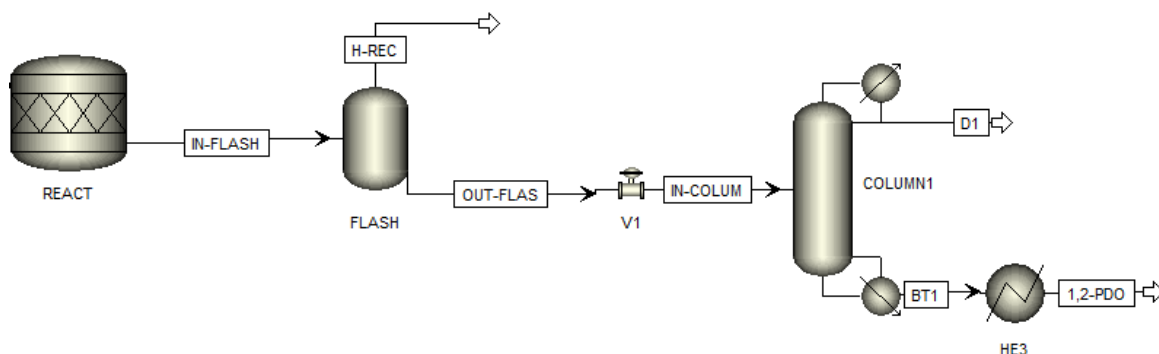 H-REC
IN-FLASH
REACT
D1
COLUMN1
OUT-FLAS
IN-COLUM
FLASH
V1
BT1
1,2-PDO
HE3